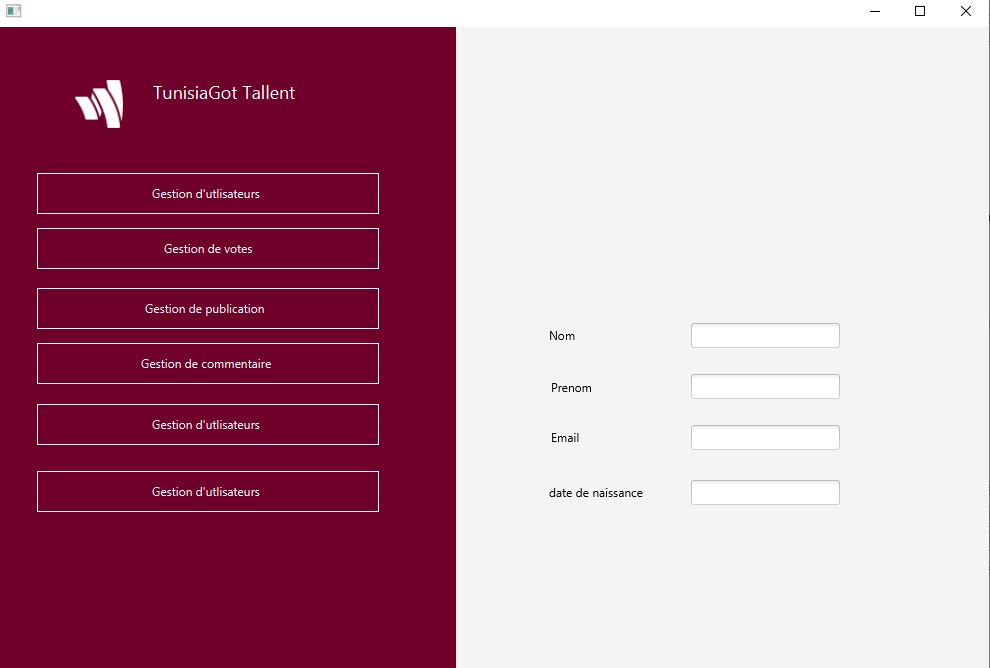 TunisiaGot Tallent
Gestion d'utlisateurs
Gestion de votes
Gestion de publication
Gestion de commentaire
Gestion d'utlisateurs
Gestion d'utlisateurs
Nom
Prenom
Email
date de naissance